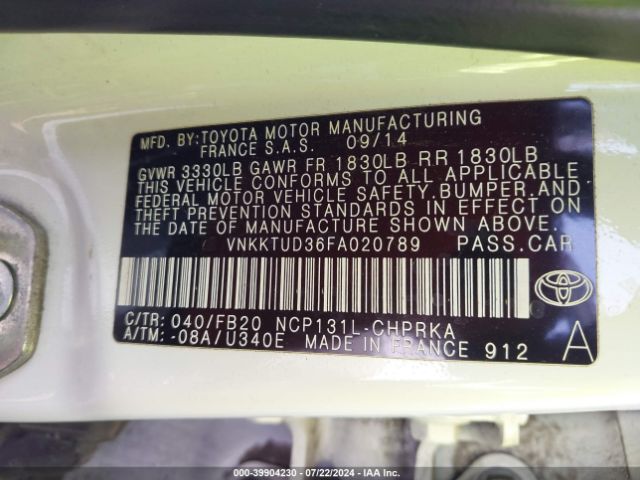 MFD. BY: TOYOTA MOTOR MANUFACTURING
FRANCE S.A.S. 09/14
GVWR 3330LB GAWR FR 1830LB RR 1830LB
THIS VEHICLE CONFORMS TO ALL APPLICABLE
FEDERAL MOTOR VEHICLE SAFETY, BUMPER, AND
THEFT PREVENTION STANDARDS IN EFFECT ON
THE DATE OF MANUFACTURE SHOWN ABOVE.
VNKKTUD36FA020789 PASS.CAR
C/TR: 040/FB20 NCP131L-CHPRKA
A/TM: -08A/U340E MADE IN FRANCE 912
A
000-39904230 - 07/22/2024 - IAA Inc.